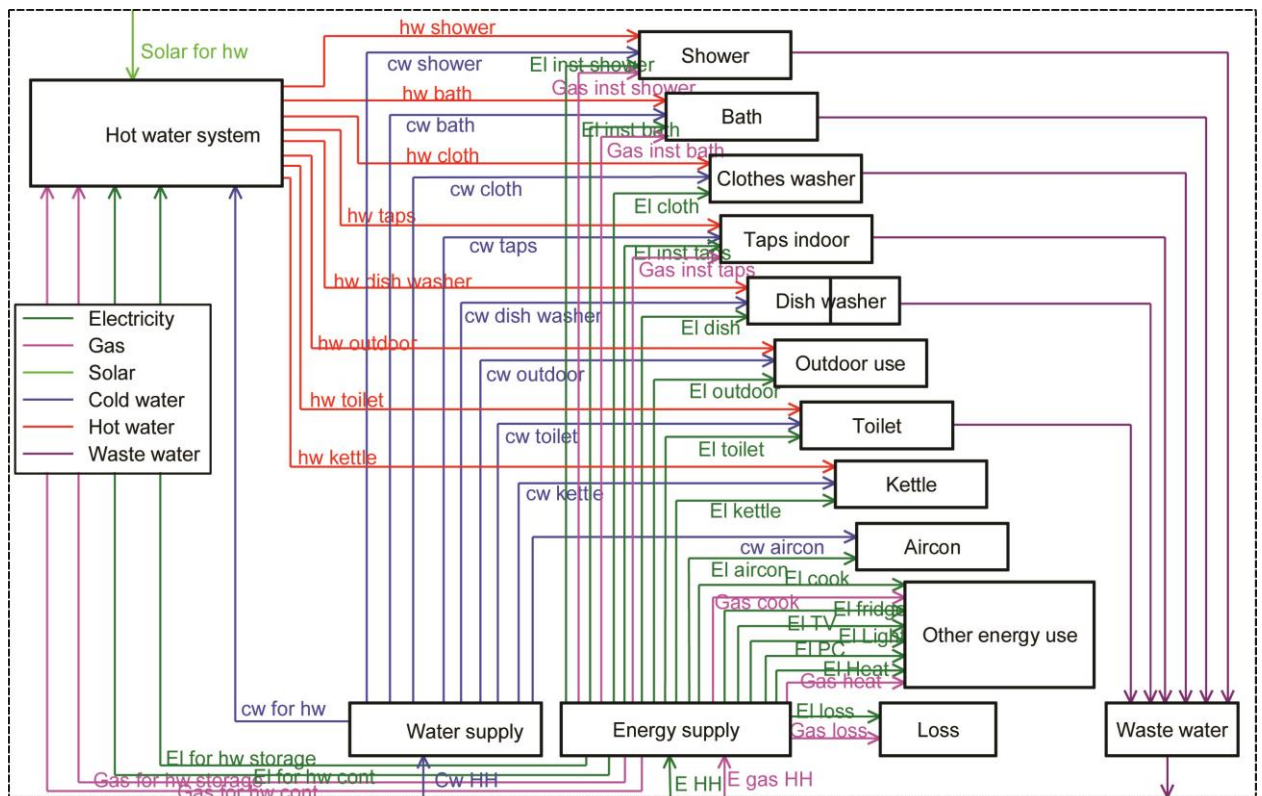 hw shower
Solar for hw
cw shower
Shower
El inst shower
Gas inst shower
hw bath
Hot water system
cw bath
Bath
El inst bath
Gas inst bath
hw cloth
cw cloth
Clothes washer
El cloth
hw taps
cw taps
Taps indoor
El inst taps
Gas inst taps
hw dish washer
cw dish washer
Dish washer
El dish
Electricity
Gas
Solar
Cold water
Hot water
Waste water
hw outdoor
cw outdoor
Outdoor use
El outdoor
hw toilet
cw toilet
Toilet
El toilet
hw kettle
cw kettle
Kettle
El kettle
cw aircon
Aircon
El aircon
El cook
Gas cook
El fridge
El TV
El Light
Other energy use
El PC
El Heat
Gas heat
cw for hw
Water supply
Energy supply
El loss
Gas loss
Loss
Waste water
El for hw storage
Gas for hw storage
El for hw cont
Gas for hw cont
Cw HH
E HH
E gas HH